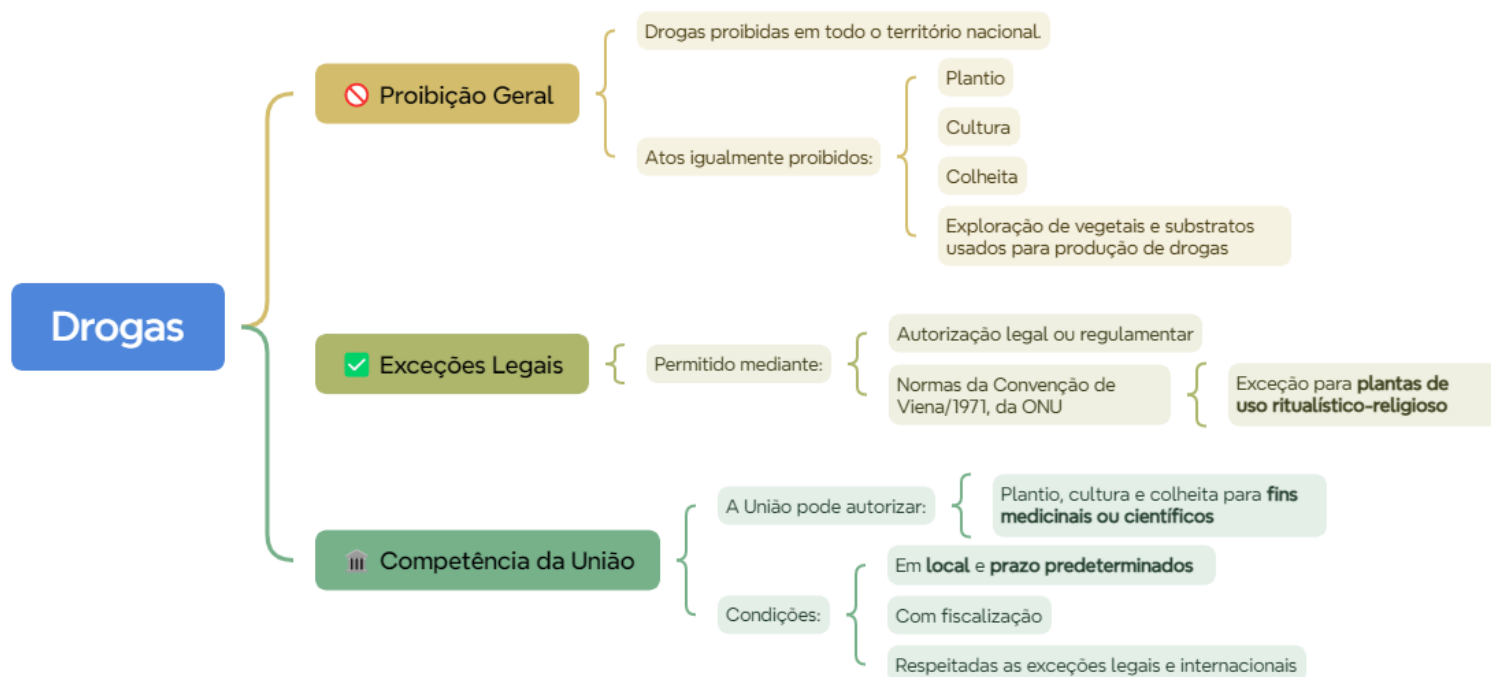 Drogas
🚫 Proibição Geral
Drogas proibidas em todo o território nacional.
Atos igualmente proibidos:
Plantio
Cultura
Colheita
Exploração de vegetais e substratos
usados para produção de drogas
✅ Exceções Legais
Permitido mediante:
Autorização legal ou regulamentar
Normas da Convenção de
Viena/1971, da ONU
Exceção para plantas de
uso ritualístico-religioso
🏛️ Competência da União
A União pode autorizar:
Plantio, cultura e colheita para fins
medicinais ou científicos
Condições:
Em local e prazo predeterminados
Com fiscalização
Respeitadas as exceções legais e internacionais